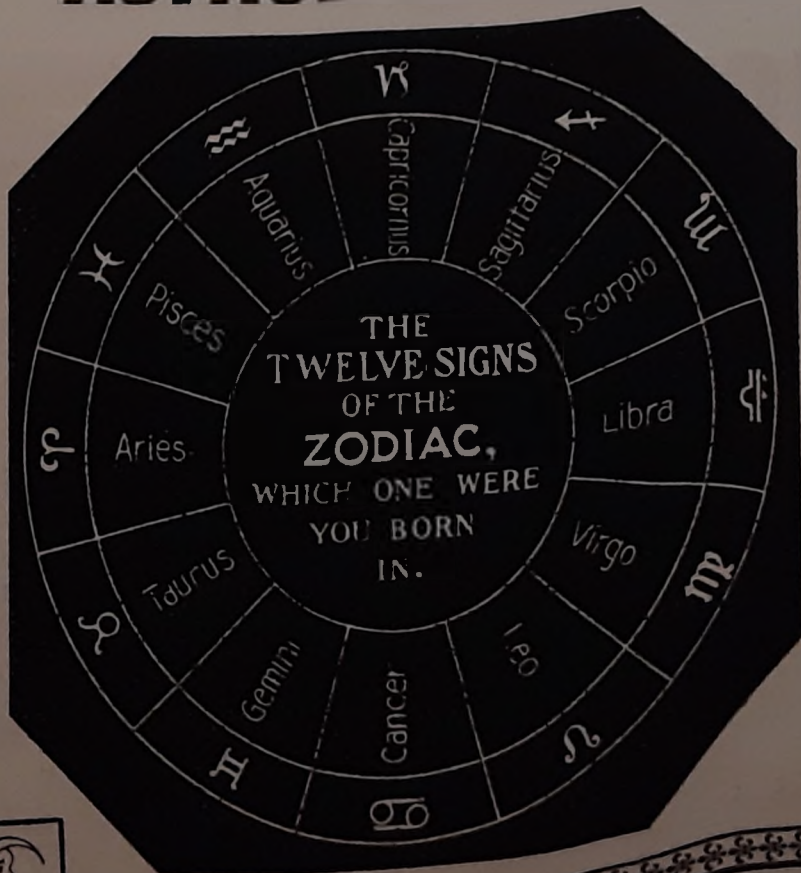 Capricornus
Sagittarius
Scorpio
Libra
Virgo
Leo
Cancer
Gemini
Taurus
Aries
Pisces
Aquarius
THE
TWELVE SIGNS
OF THE
ZODIAC,
WHICH ONE WERE
YOU BORN
IN.